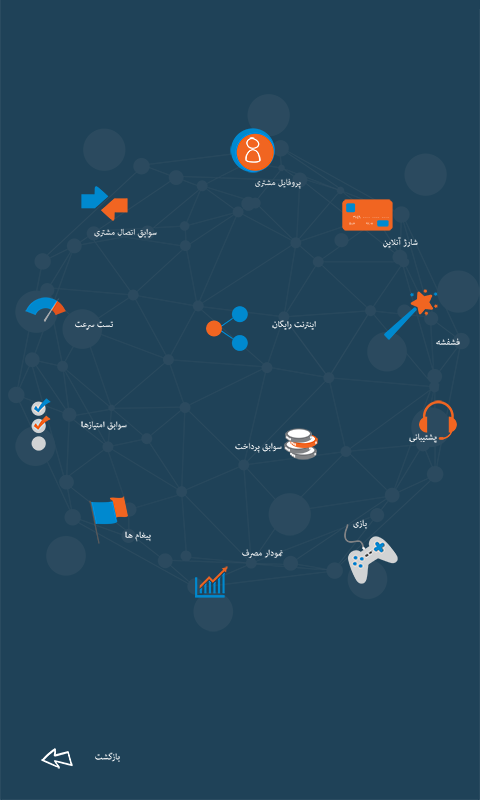 پروفایل مشتری
سوابق اتصال مشتری
شارژ آنلاین
تست سرعت
اینترنت رایگان
فشفشه
سوابق امتیازها
سوابق پرداخت
پشتیبانی
پیغام ها
نمودار مصرف
بازی
بازگشت